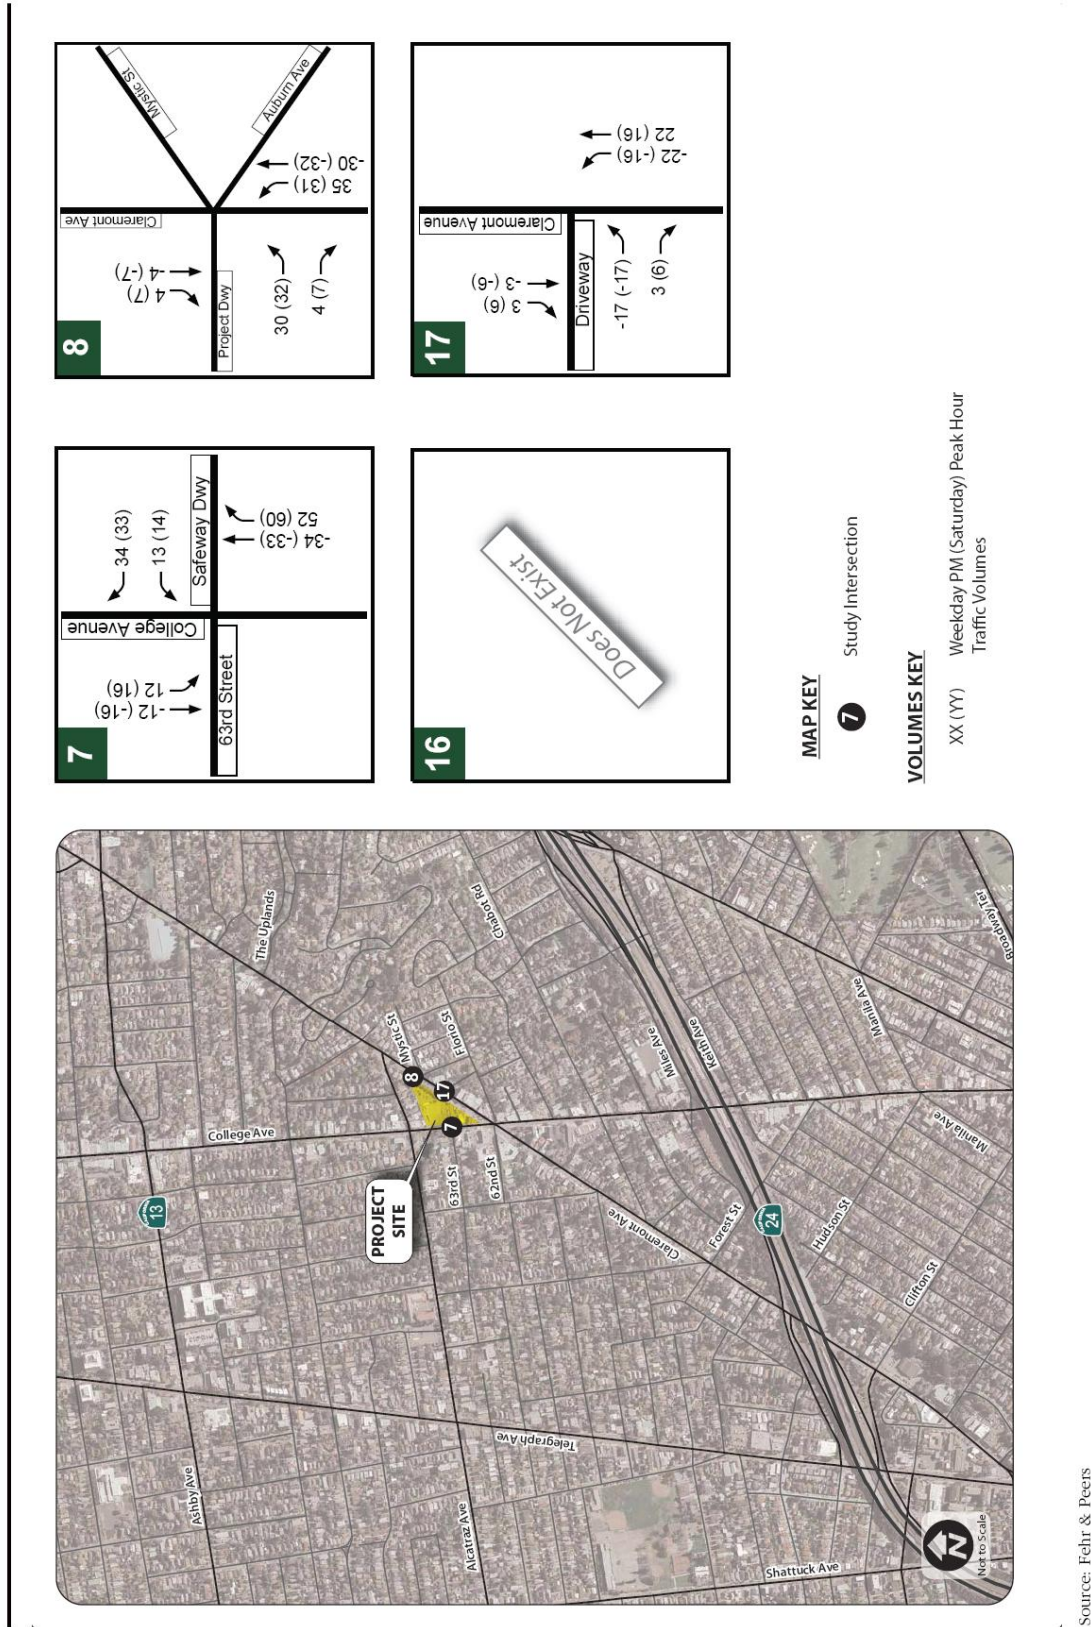 7
College Avenue
63rd Street
Safeway Dwy
-12 (-16)
12 (16)
34 (33)
13 (14)
-34 (-33)
52 (60)
8
Claremont Ave
Mystic St
Auburn Ave
Project Dwy
4 (7)
-4 (-7)
30 (32)
4 (7)
35 (31)
-30 (-32)
16
Does Not Exist
17
Claremont Avenue
Driveway
3 (6)
-3 (-6)
-17 (-17)
3 (6)
-22 (-16)
22 (16)
MAP KEY
7
Study Intersection
VOLUMES KEY
XX (YY)
Weekday PM (Saturday) Peak Hour
Traffic Volumes
13
College Ave
The Uplands
Ashby Ave
PROJECT
SITE
8
Mystic St
17
Florio St
7
63rd St
62nd St
Chabot Rd
Alcatraz Ave
Telegraph Ave
Claremont Ave
Miles Ave
Keith Ave
Forest St
24
Hudson St
Clifton St
Manila Ave
Manila Ave
Broadway Ter
Shattuck Ave
N
Not to Scale
Source: Fehr & Peers